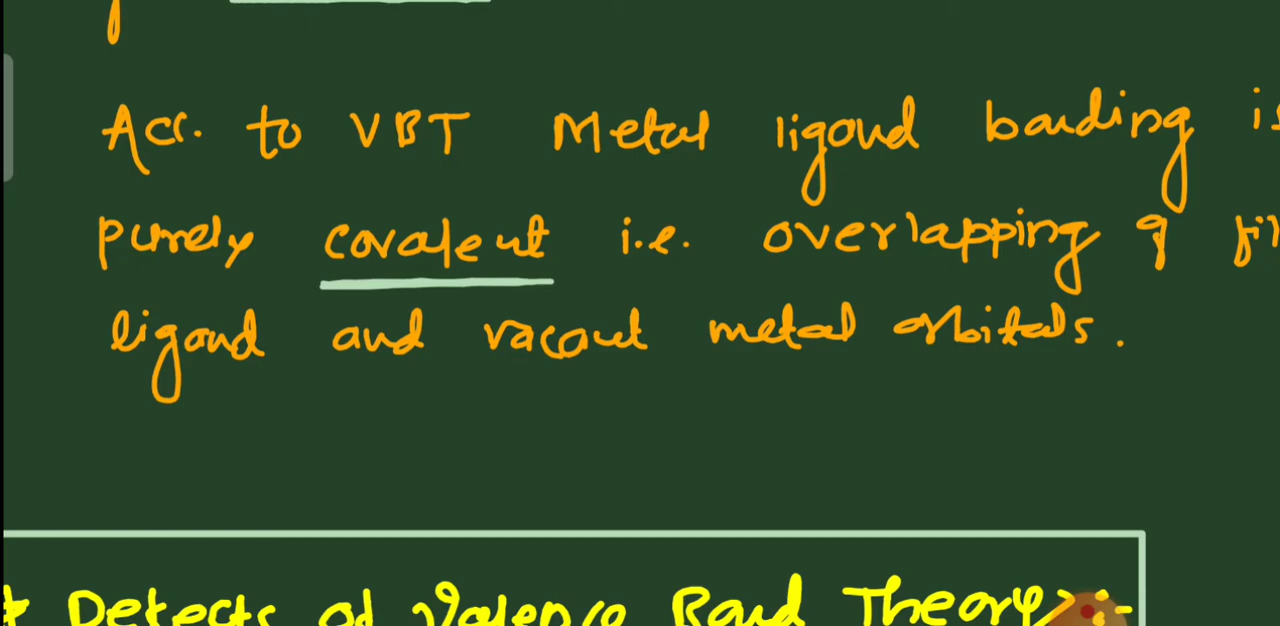 Acc. to VBT Metal ligand bonding is
purely covalent i.e. overlapping of
ligand and vacant metal orbitals.
* Defects of Valence Bond Theory :-